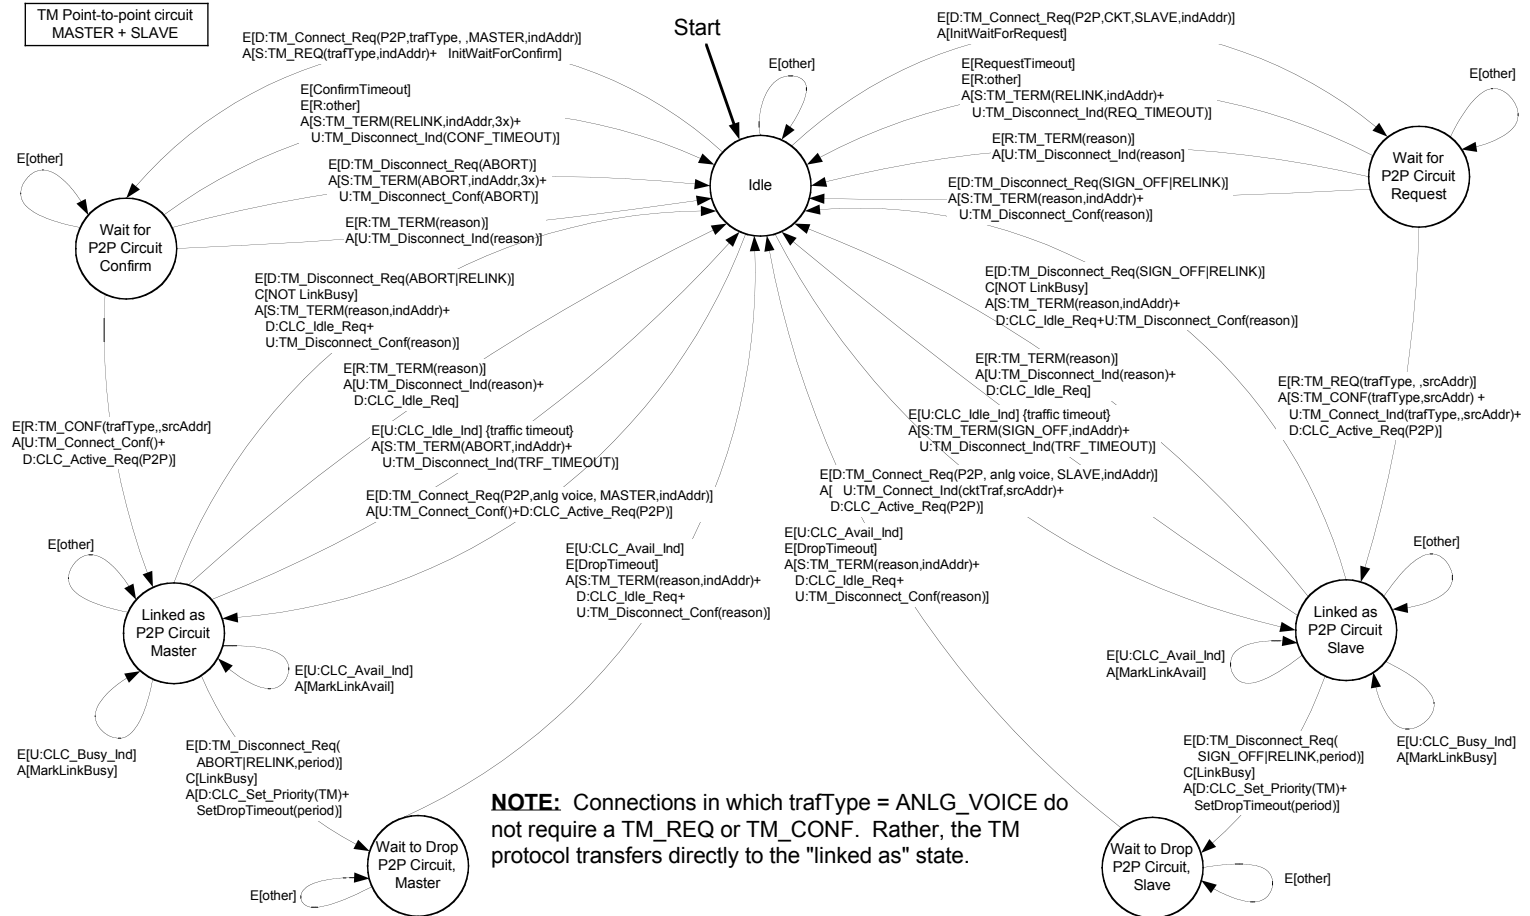 TM Point-to-point circuit
MASTER + SLAVE
Start
E[D:TM_Connect_Req(P2P,trafType, ,MASTER,indAddr)]
A[S:TM_REQ(trafType,indAddr)+ InitWaitForConfirm]
E[D:TM_Connect_Req(P2P,CKT,SLAVE,indAddr)]
A[InitWaitForRequest]
E[other]
E[ConfirmTimeout]
E[R:other]
A[S:TM_TERM(RELINK,indAddr,3x)+
U:TM_Disconnect_Ind(CONF_TIMEOUT)]
E[RequestTimeout]
E[R:other]
A[S:TM_TERM(RELINK,indAddr)+
U:TM_Disconnect_Ind(REQ_TIMEOUT)]
E[other]
E[other]
E[D:TM_Disconnect_Req(ABORT)]
A[S:TM_TERM(ABORT,indAddr,3x)+
U:TM_Disconnect_Conf(ABORT)]
E[R:TM_TERM(reason)]
A[U:TM_Disconnect_Ind(reason]
Wait for
P2P Circuit
Request
Idle
E[D:TM_Disconnect_Req(SIGN_OFF|RELINK)]
A[S:TM_TERM(reason,indAddr)+
U:TM_Disconnect_Conf(reason)]
Wait for
P2P Circuit
Confirm
E[R:TM_TERM(reason)]
A[U:TM_Disconnect_Ind(reason)]
E[D:TM_Disconnect_Req(ABORT|RELINK)]
C[NOT LinkBusy]
A[S:TM_TERM(reason,indAddr)+
D:CLC_Idle_Req+
U:TM_Disconnect_Conf(reason)]
E[D:TM_Disconnect_Req(SIGN_OFF|RELINK)]
C[NOT LinkBusy]
A[S:TM_TERM(reason,indAddr)+
D:CLC_Idle_Req+U:TM_Disconnect_Conf(reason)]
E[R:TM_TERM(reason)]
A[U:TM_Disconnect_Ind(reason)+
D:CLC_Idle_Req]
E[R:TM_TERM(reason)]
A[U:TM_Disconnect_Ind(reason)+
D:CLC_Idle_Req]
E[R:TM_REQ(trafType, ,srcAddr)]
A[S:TM_CONF(trafType,srcAddr) +
U:TM_Connect_Ind(trafType,,srcAddr)+
D:CLC_Active_Req(P2P)]
E[R:TM_CONF(trafType,,srcAddr]
A[U:TM_Connect_Conf()+
D:CLC_Active_Req(P2P)]
E[U:CLC_Idle_Ind] {traffic timeout}
A[S:TM_TERM(ABORT,indAddr)+
U:TM_Disconnect_Ind(TRF_TIMEOUT)]
E[U:CLC_Idle_Ind] {traffic timeout}
A[S:TM_TERM(SIGN_OFF,indAddr)+
U:TM_Disconnect_Ind(TRF_TIMEOUT)]
E[D:TM_Connect_Req(P2P,anlg voice, MASTER,indAddr)]
A[U:TM_Connect_Conf()+D:CLC_Active_Req(P2P)]
E[D:TM_Connect_Req(P2P, anlg voice, SLAVE,indAddr)]
A[ U:TM_Connect_Ind(cktTraf,srcAddr)+
D:CLC_Active_Req(P2P)]
E[other]
E[U:CLC_Avail_Ind]
E[DropTimeout]
A[S:TM_TERM(reason,indAddr)+
D:CLC_Idle_Req+
U:TM_Disconnect_Conf(reason)]
E[U:CLC_Avail_Ind]
E[DropTimeout]
A[S:TM_TERM(reason,indAddr)+
D:CLC_Idle_Req+
U:TM_Disconnect_Conf(reason)]
E[other]
Linked as
P2P Circuit
Master
Linked as
P2P Circuit
Slave
E[U:CLC_Avail_Ind]
A[MarkLinkAvail]
E[U:CLC_Avail_Ind]
A[MarkLinkAvail]
E[U:CLC_Busy_Ind]
A[MarkLinkBusy]
E[D:TM_Disconnect_Req(
ABORT|RELINK,period)]
C[LinkBusy]
A[D:CLC_Set_Priority(TM)+
SetDropTimeout(period)]
E[D:TM_Disconnect_Req(
SIGN_OFF|RELINK,period)]
C[LinkBusy]
A[D:CLC_Set_Priority(TM)+
SetDropTimeout(period)]
E[U:CLC_Busy_Ind]
A[MarkLinkBusy]
NOTE: Connections in which trafType = ANLG_VOICE do
not require a TM_REQ or TM_CONF. Rather, the TM
protocol transfers directly to the "linked as" state.
Wait to Drop
P2P Circuit,
Master
Wait to Drop
P2P Circuit,
Slave
E[other]
E[other]